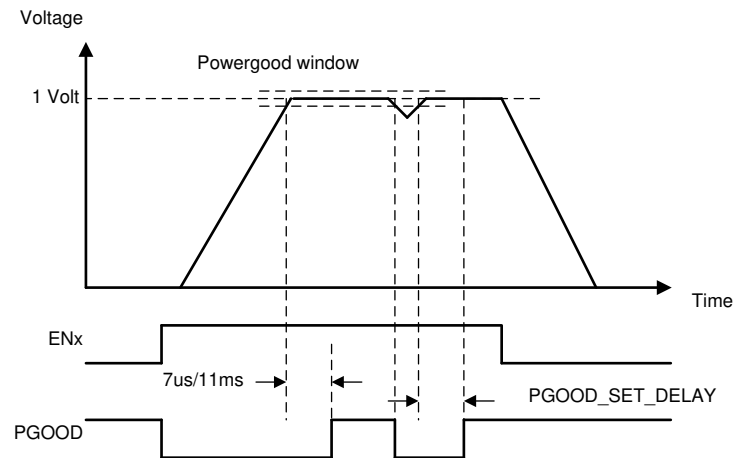 Voltage
Powergood window
1 Volt
Time
ENx
7us/11ms
PGOOD_SET_DELAY
PGOOD